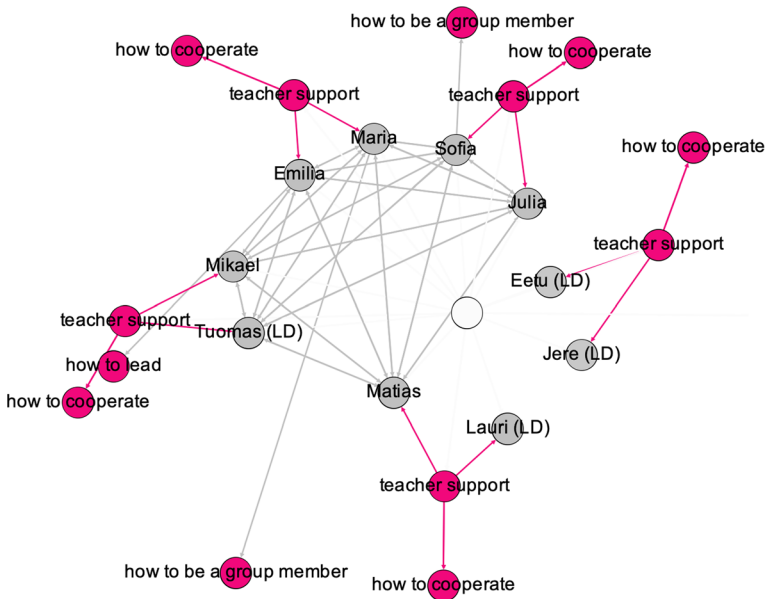 how to be a group member
how to cooperate
how to cooperate
teacher support
teacher support
Maria
Sofia
how to cooperate
Emilia
Julia
teacher support
Mikael
Eetu (LD)
teacher support
Tuomas (LD)
Jere (LD)
how to lead
Matias
how to cooperate
Lauri (LD)
teacher support
how to be a group member
how to cooperate